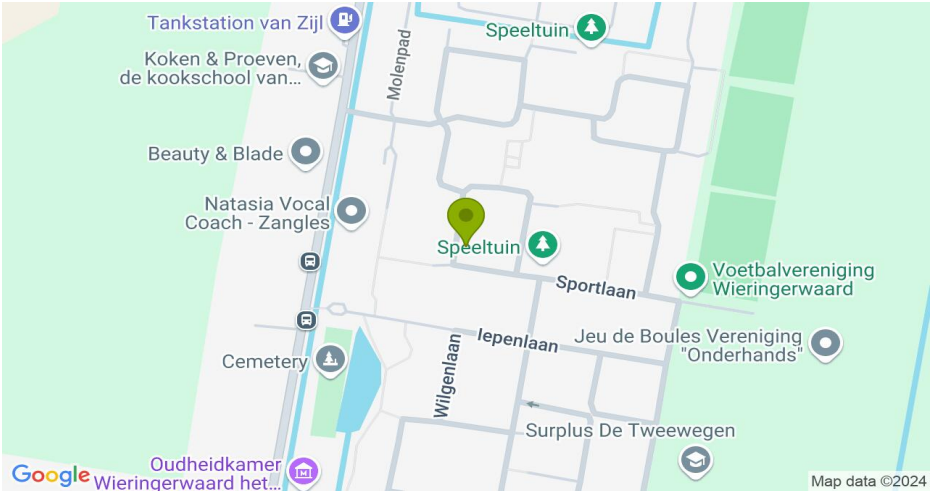 Tankstation van Zijl
Speeltuin
Koken & Proeven,
de kookschool van...
Molenpad
Beauty & Blade
Natasia Vocal
Coach - Zangles
Speeltuin
Voetbalvereniging
Wieringerwaard
Sportlaan
Iepenlaan
Jeu de Boules Vereniging
"Onderhands"
Cemetery
Wilgenlaan
Surplus De Tweewegen
Oudheidkamer
Wieringerwaard het...
Google
Map data ©2024